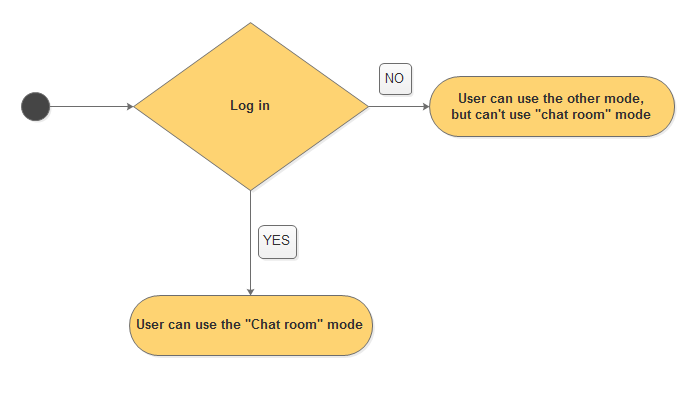 NO
Log in
User can use the other mode,
but can't use "chat room" mode
YES
User can use the "Chat room" mode